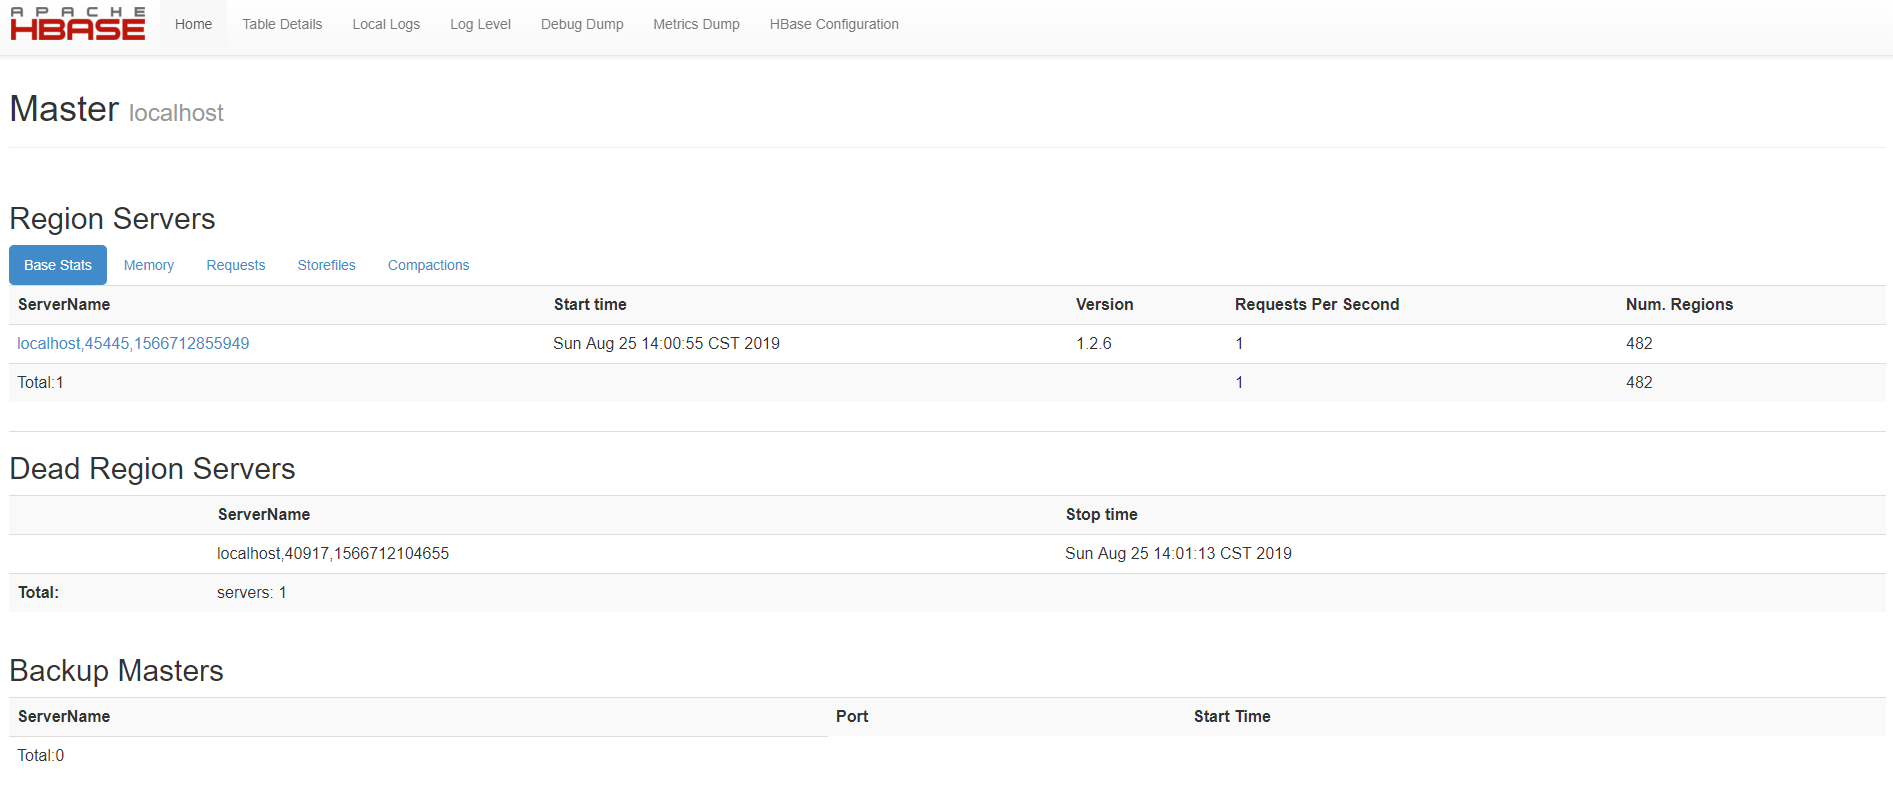 APACHE
HBASE
Home Table Details Local Logs Log Level Debug Dump Metrics Dump HBase Configuration
Master localhost
Region Servers
Base Stats Memory Requests Storefiles Compactions
ServerName Start time Version Requests Per Second Num. Regions
localhost,45445,1566712855949 Sun Aug 25 14:00:55 CST 2019 1.2.6 1 482
Total:1 1 482
Dead Region Servers
ServerName Stop time
localhost,40917,1566712104655 Sun Aug 25 14:01:13 CST 2019
Total: servers: 1
Backup Masters
ServerName Port Start Time
Total:0